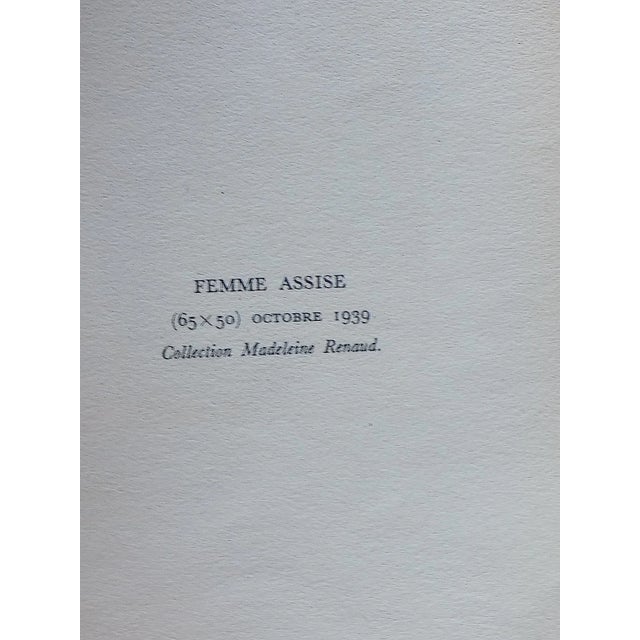 FEMME ASSISE
(65×50) OCTOBRE 1939
Collection Madeleine Renaud.